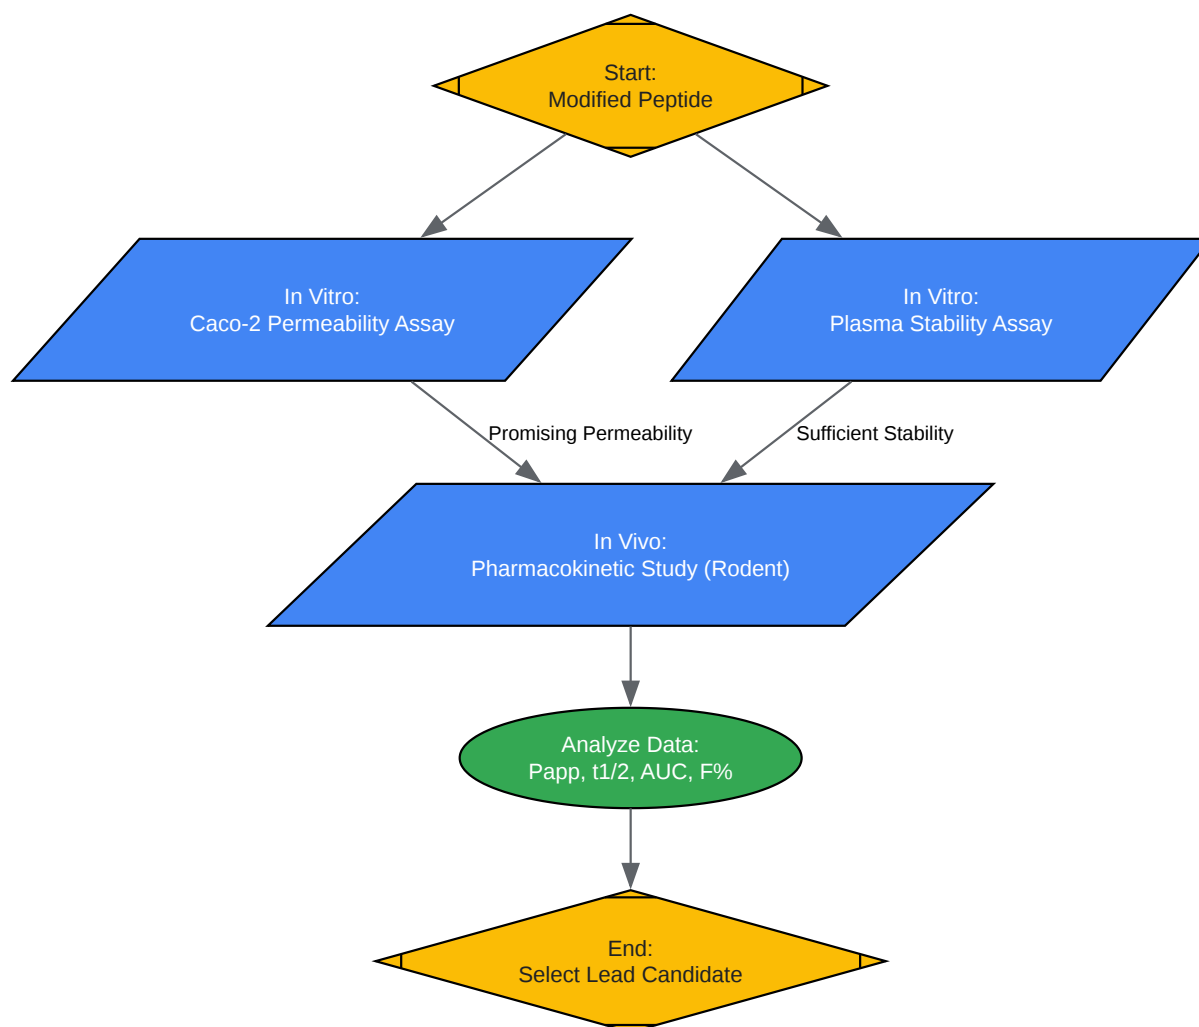 Start:
Modified Peptide
In Vitro:
Caco-2 Permeability Assay
In Vitro:
Plasma Stability Assay
Promising Permeability
Sufficient Stability
In Vivo:
Pharmacokinetic Study (Rodent)
Analyze Data:
Papp, t1/2, AUC, F%
End:
Select Lead Candidate